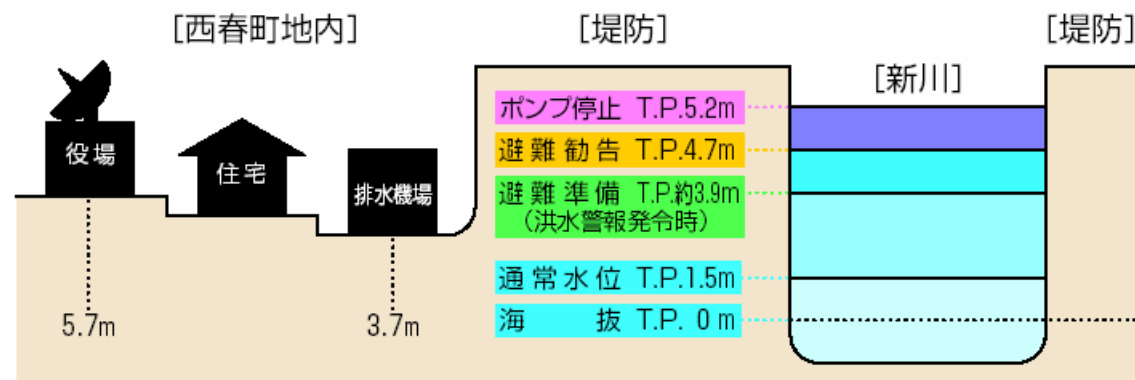 [西春町地内]
[堤防]
[堤防]
[新川]
役場
住宅
排水機場
ポンプ停止 T.P.5.2m
避難勧告 T.P.4.7m
避難準備 T.P.約3.9m
(洪水警報発令時)
通常水位 T.P.1.5m
海 抜 T.P. 0 m
5.7m
3.7m